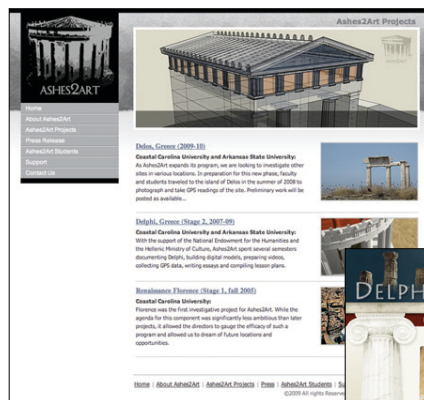 Ashes2Art Projects
ASHES2ART
Home
About Ashes2Art
Ashes2Art Projects
Press Release
Ashes2Art Students
Support
Contact Us
Delos, Greece (2009-10)
Coastal Carolina University and Arkansas State University:
As Ashes2Art expands its program, we are looking to investigate other
sites in various locations. In preparation for this new phase, faculty
and students traveled to the island of Delos in the summer of 2008 to
photograph and take GPS readings of the site. Preliminary work will be
posted as available...
Delphi, Greece (Stage 2, 2007-09)
Coastal Carolina University and Arkansas State University:
With the support of the National Endowment for the Humanities and
the Hellenic Ministry of Culture, Ashes2Art spent several semesters
documenting Delphi, building digital models, preparing videos,
collecting GPS data, writing essays and compiling lesson plans.
Renaissance Florence (Stage 1, fall 2005)
Coastal Carolina University:
Florence was the first investigative project for Ashes2Art. While the
agenda for this component was significantly less ambitious than later
projects, it allowed the directors to gauge the efficacy of such a
program and allowed us to dream of future locations and
opportunities.
DELPH
Home | About Ashes2Art | Ashes2Art Projects | Press | Ashes2Art Students | Su
©2009 All rights Reserve